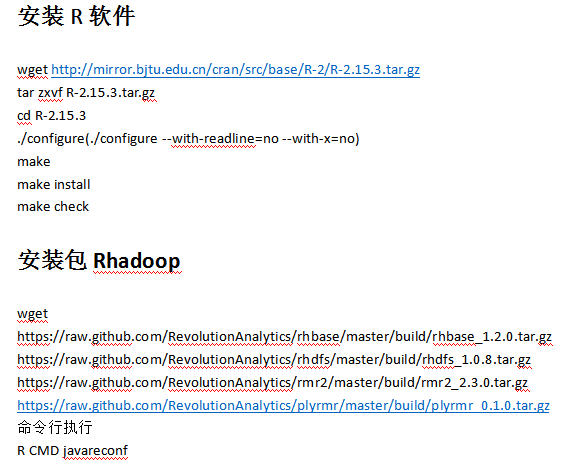 安装 R 软件
wget http://mirror.bjtu.edu.cn/cran/src/base/R-2/R-2.15.3.tar.gz
tar zxvf R-2.15.3.tar.gz
cd R-2.15.3
./configure(./configure --with-readline=no --with-x=no)
make
make install
make check
安装包 Rhadoop
wget
https://raw.github.com/RevolutionAnalytics/rhbase/master/build/rhbase_1.2.0.tar.gz
https://raw.github.com/RevolutionAnalytics/rhdfs/master/build/rhdfs_1.0.8.tar.gz
https://raw.github.com/RevolutionAnalytics/rmr2/master/build/rmr2_2.3.0.tar.gz
https://raw.github.com/RevolutionAnalytics/plyrmr/master/build/plyrmr_0.1.0.tar.gz
命令行执行
R CMD javareconf